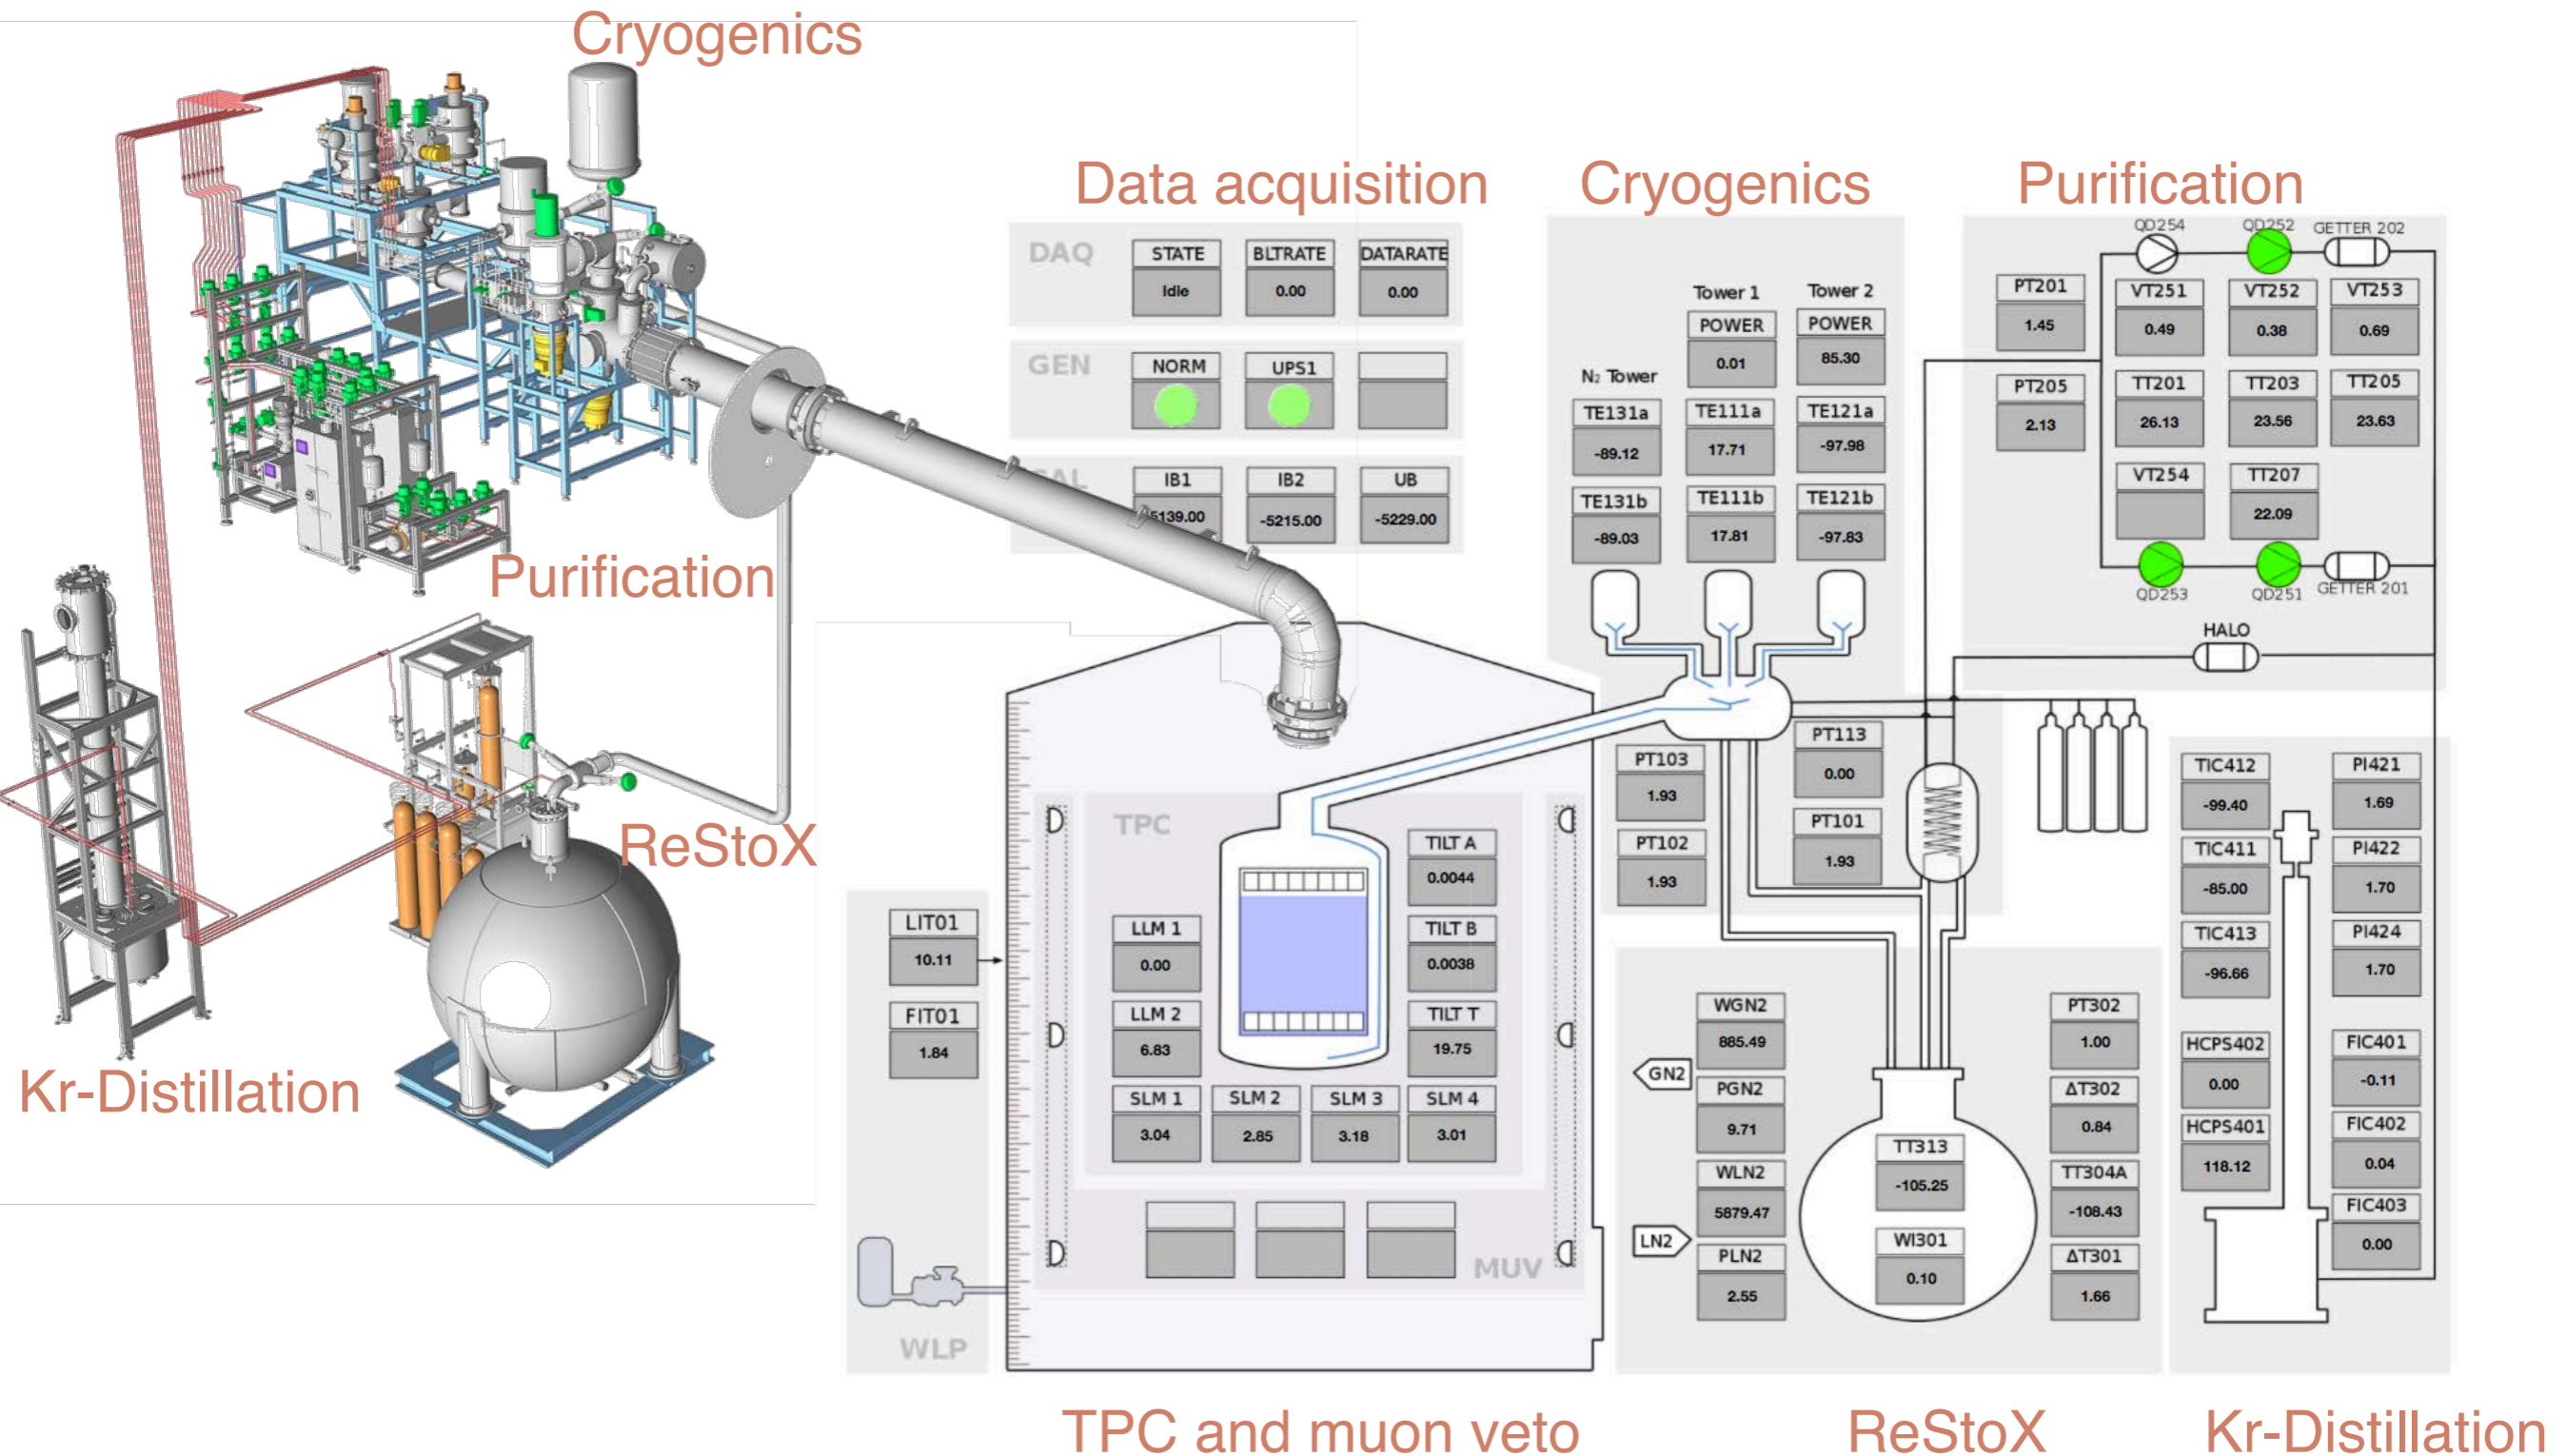 Cryogenics
Purification
ReStoX
Kr-Distillation
Data acquisition
DAQ
STATE BLTRATE DATARATE
Idle 0.00 0.00
GEN
NORM UPS1
IB1 IB2 UB
5139.00 -5215.00 -5229.00
Cryogenics
Tower 1 Tower 2
POWER POWER
0.01 85.30
N₂ Tower
TE131a TE111a TE121a
-89.12 17.71 -97.98
TE131b TE111b TE121b
-89.03 17.81 -97.83
Purification
QD254 QD252 GETTER 202
PT201 VT251 VT252 VT253
1.45 0.49 0.38 0.69
PT205 TT201 TT203 TT205
2.13 26.13 23.56 23.63
VT254 TT207
22.09
QD253 QD251 GETTER 201
HALO
PT103 PT113
1.93 0.00
PT102 PT101
1.93 1.93
LIT01
10.11
FIT01
1.84
WLP
TPC
TILT A
0.0044
LLM 1 TILT B
0.00 0.0038
LLM 2 TILT T
6.83 19.75
SLM 1 SLM 2 SLM 3 SLM 4
3.04 2.85 3.18 3.01
MUV
TPC and muon veto
WGN2 PT302
885.49 1.00
GN2
PGN2 ΔT302
9.71 0.84
TT313
-105.25
WLN2 TT304A
5879.47 -108.43
LN2
WI301
0.10
PLN2 ΔT301
2.55 1.66
ReStoX
TIC412 PI421
-99.40 1.69
TIC411 PI422
-85.00 1.70
TIC413 PI424
-96.66 1.70
HCPS402 FIC401
0.00 -0.11
HCPS401 FIC402
118.12 0.04
FIC403
0.00
Kr-Distillation